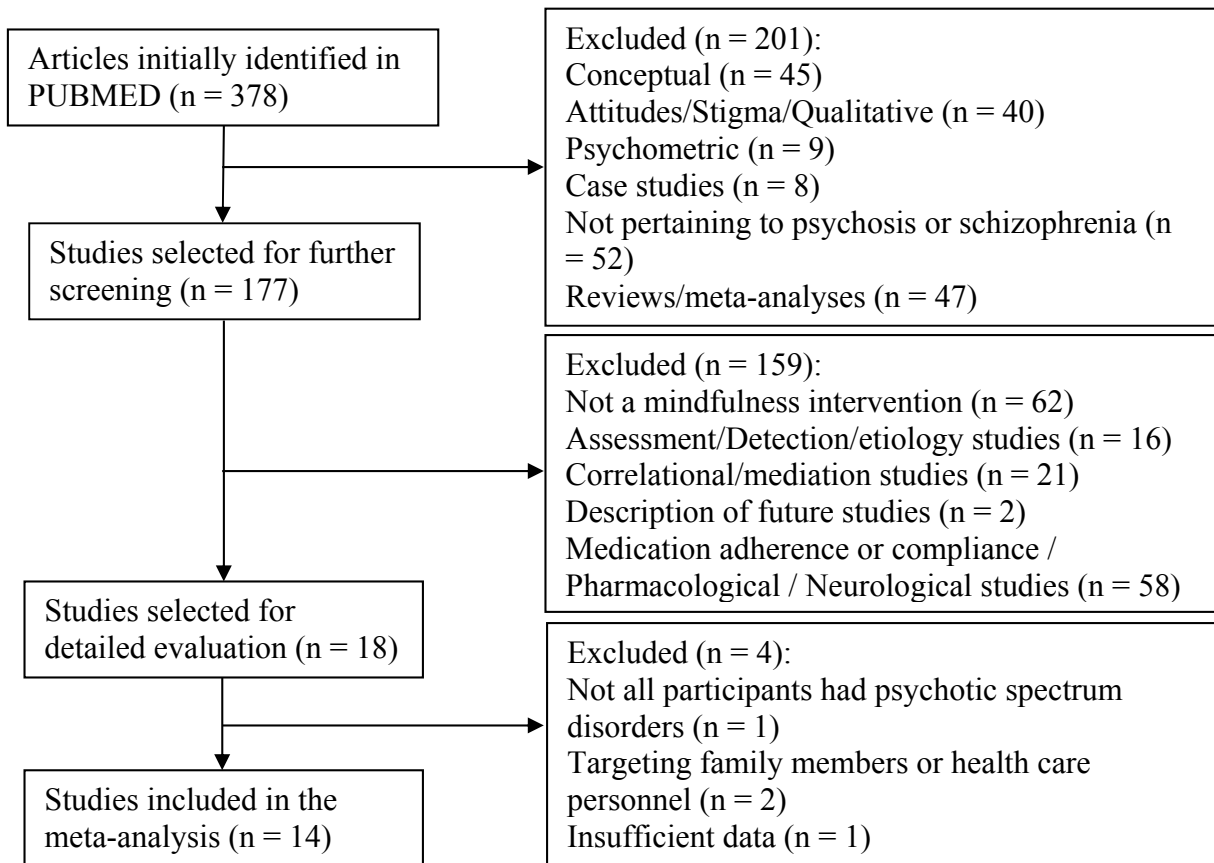 Articles initially identified in
PUBMED (n = 378)
Excluded (n = 201):
Conceptual (n = 45)
Attitudes/Stigma/Qualitative (n = 40)
Psychometric (n = 9)
Case studies (n = 8)
Not pertaining to psychosis or schizophrenia (n
= 52)
Reviews/meta-analyses (n = 47)
Studies selected for further
screening (n = 177)
Excluded (n = 159):
Not a mindfulness intervention (n = 62)
Assessment/Detection/etiology studies (n = 16)
Correlational/mediation studies (n = 21)
Description of future studies (n = 2)
Medication adherence or compliance /
Pharmacological / Neurological studies (n = 58)
Studies selected for
detailed evaluation (n = 18)
Excluded (n = 4):
Not all participants had psychotic spectrum
disorders (n = 1)
Targeting family members or health care
personnel (n = 2)
Insufficient data (n = 1)
Studies included in the
meta-analysis (n = 14)